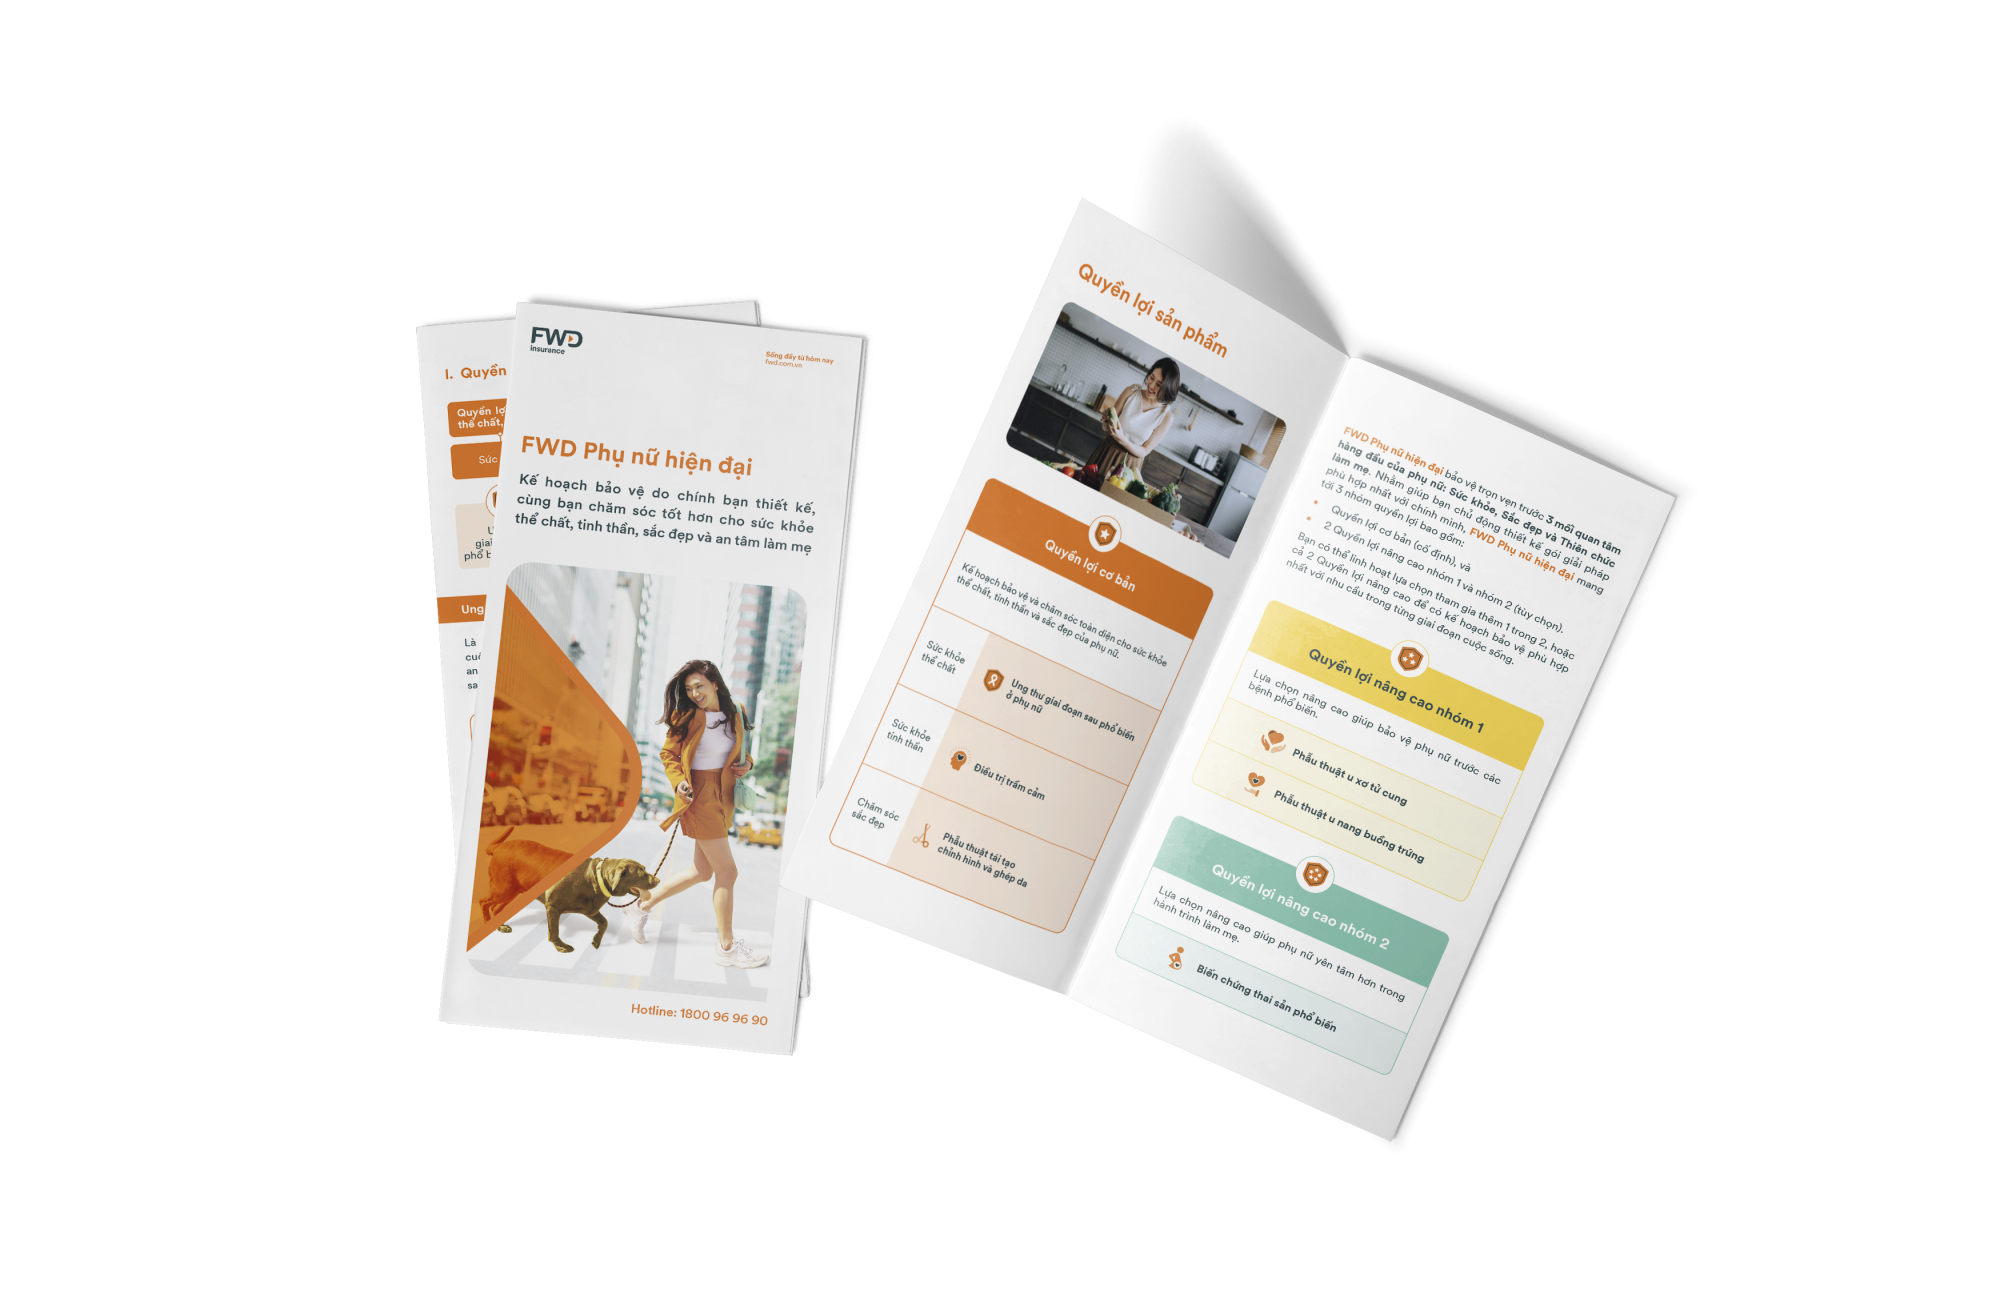 I. Quyền
Quyền lợ
thể chất,
Sức
U
giai
phổ b
Ung
Là
cuộ
an
sa
FWD
insurance
Sống đầy từ hôm nay
fwd.com.vn
FWD Phụ nữ hiện đại
Kế hoạch bảo vệ do chính bạn thiết kế,
cùng bạn chăm sóc tốt hơn cho sức khỏe
thể chất, tinh thần, sắc đẹp và an tâm làm mẹ
Hotline: 1800 96 96 90
Quyền lợi sản phẩm
Quyền lợi cơ bản
Kế hoạch bảo vệ và chăm sóc toàn diện cho sức khỏe
thể chất, tinh thần và sắc đẹp của phụ nữ.
Sức khỏe
thể chất
Ung thư giai đoạn sau phổ biến
ở phụ nữ
Sức khỏe
tinh thần
Điều trị trầm cảm
Chăm sóc
sắc đẹp
Phẫu thuật tái tạo
chỉnh hình và ghép da
FWD Phụ nữ hiện đại bảo vệ trọn vẹn trước 3 mối quan tâm
hàng đầu của phụ nữ: Sức khỏe, Sắc đẹp và Thiên chức
làm mẹ. Nhằm giúp bạn chủ động thiết kế gói giải pháp
phù hợp nhất với chính mình, FWD Phụ nữ hiện đại mang
tới 3 nhóm quyền lợi bao gồm:
• Quyền lợi cơ bản (cố định), và
• 2 Quyền lợi nâng cao nhóm 1 và nhóm 2 (tùy chọn).
Bạn có thể linh hoạt lựa chọn tham gia thêm 1 trong 2, hoặc
cả 2 Quyền lợi nâng cao để có kế hoạch bảo vệ phù hợp
nhất với nhu cầu trong từng giai đoạn cuộc sống.
Quyền lợi nâng cao nhóm 1
Lựa chọn nâng cao giúp bảo vệ phụ nữ trước các
bệnh phổ biến.
Phẫu thuật u xơ tử cung
Phẫu thuật u nang buồng trứng
Quyền lợi nâng cao nhóm 2
Lựa chọn nâng cao giúp phụ nữ yên tâm hơn trong
hành trình làm mẹ.
Biến chứng thai sản phổ biến